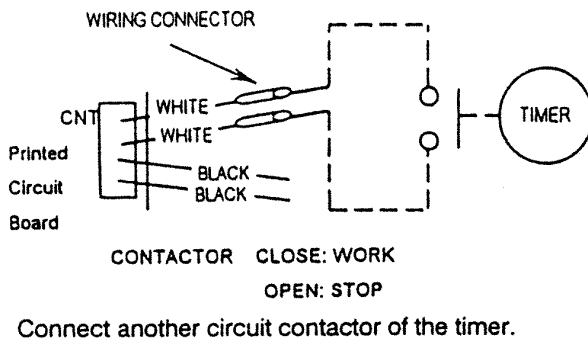 WIRING CONNECTOR
CNT
WHITE
WHITE
BLACK
BLACK
Printed
Circuit
Board
TIMER
CONTACTOR CLOSE: WORK
OPEN: STOP
Connect another circuit contactor of the timer.